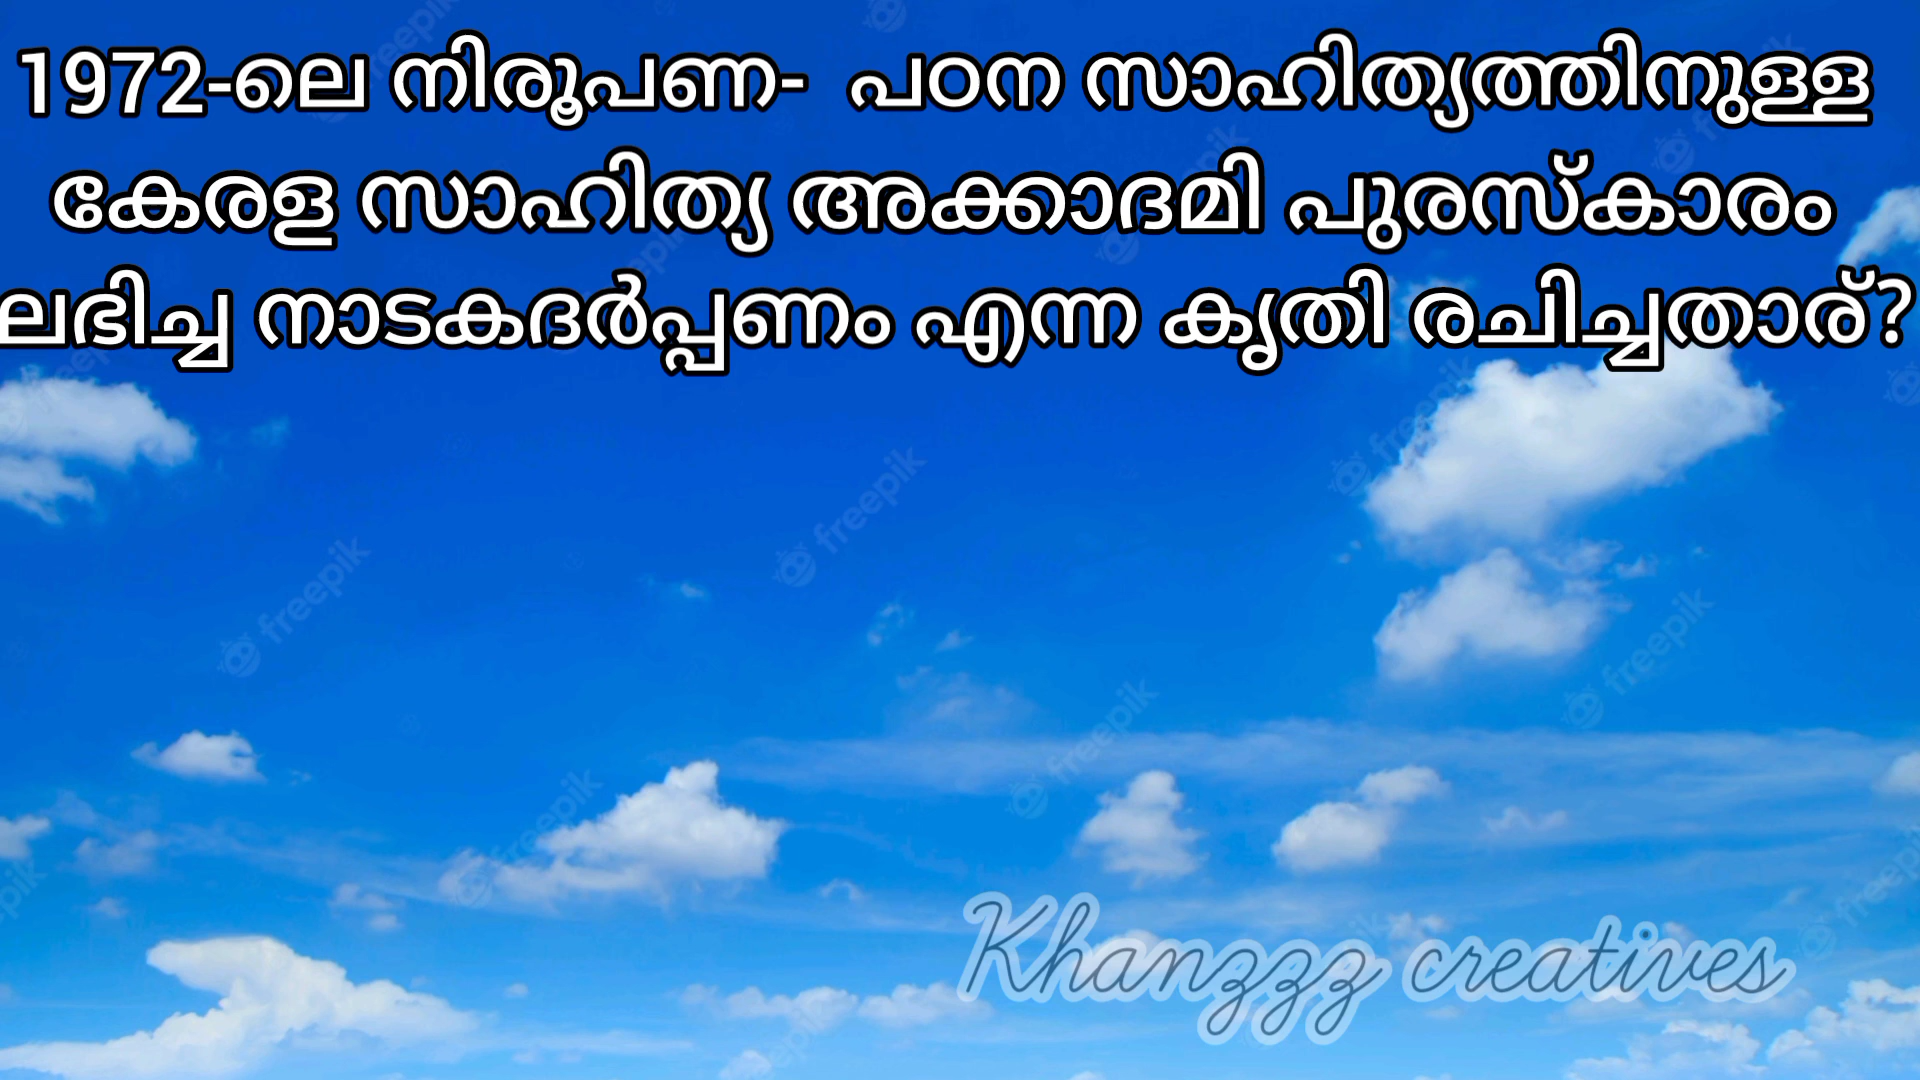 1972-ലെ നിരൂപണ- പഠന സാഹിത്യത്തിനുള്ള
കേരള സാഹിത്യ അക്കാദമി പുരസ്കാരം
ലഭിച്ച നാടകദർപ്പണം എന്ന കൃതി രചിച്ചതാര്?
Khanzzz creatives